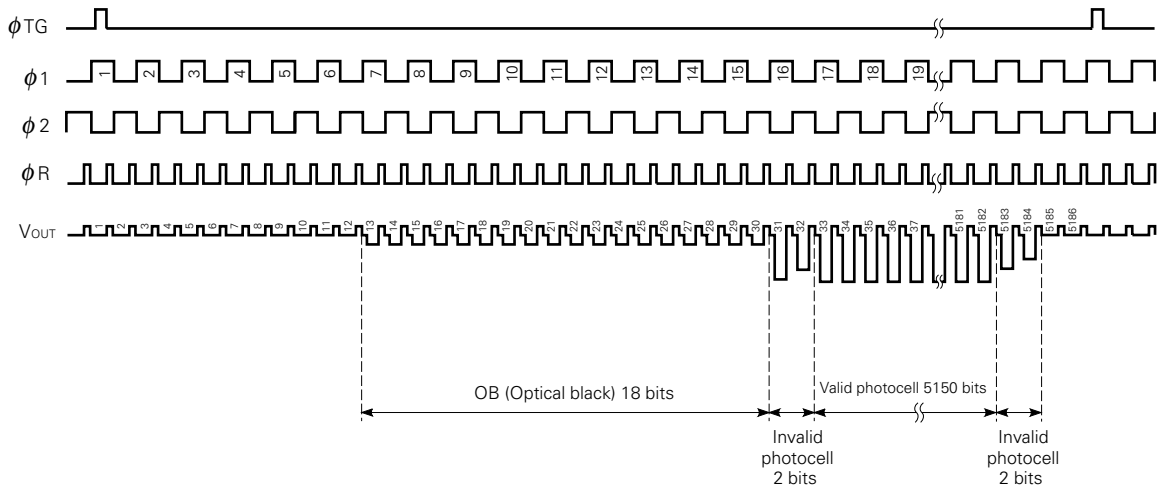 ϕTG
ϕ1
1 2 3 4 5 6 7 8 9 10 11 12 13 14 15 16 17 18 19
ϕ2
ϕR
VOUT
1 2 3 4 5 6 7 8 9 10 11 12 13 14 15 16 17 18 19 20 21 22 23 24 25 26 27 28 29 30 31 32 33 34 35 36 37 5181 5182 5183 5184 5185 5186
OB (Optical black) 18 bits
Valid photocell 5150 bits
Invalid
photocell
2 bits
Invalid
photocell
2 bits